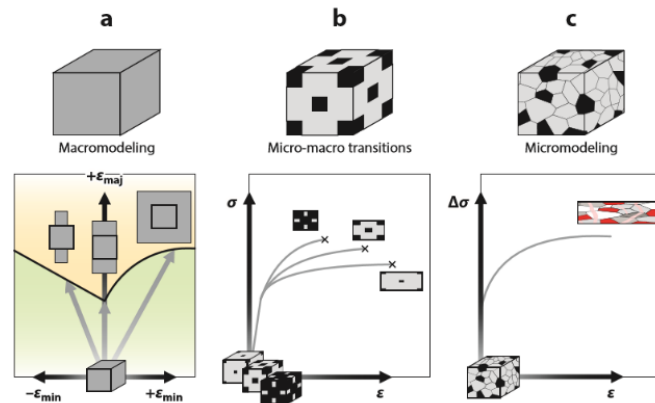 a
b
c
Macromodeling
Micro-macro transitions
Micromodeling
+εmaj
−εmin
+εmin
σ
ε
Δσ
ε